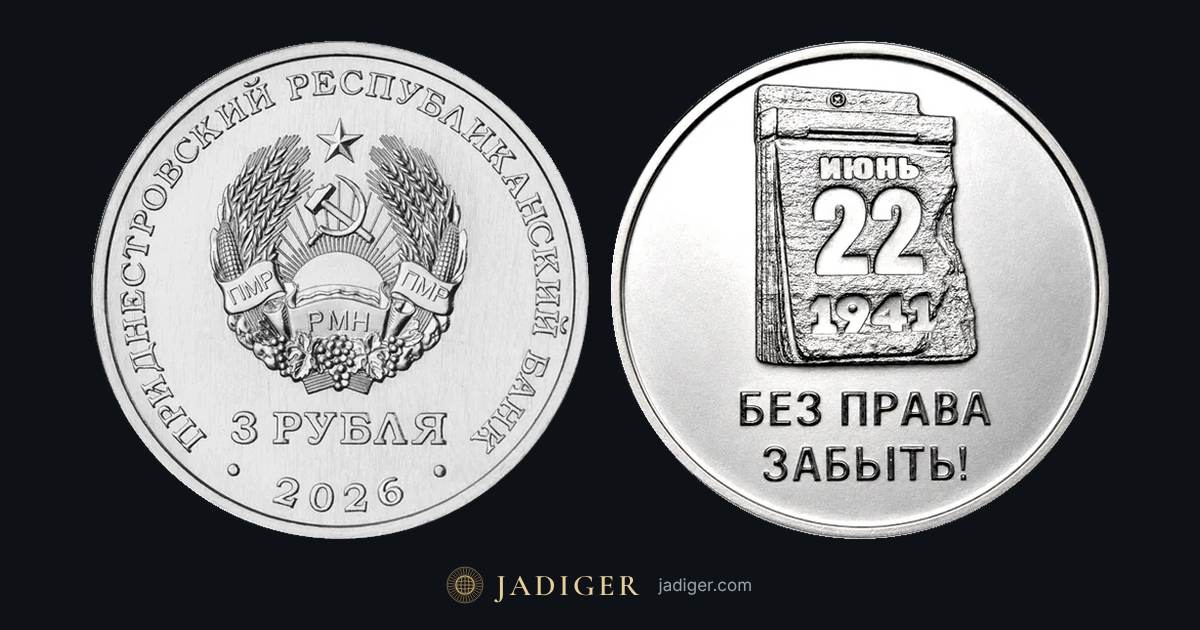 ПРИДНЕСТРОВСКИЙ РЕСПУБЛИКАНСКИЙ БАНК
ПМР
ПМР
РМН
3 РУБЛЯ
· 2026 ·
ИЮНЬ
22
1941
БЕЗ ПРАВА
ЗАБЫТЬ!
JADIGER jadiger.com